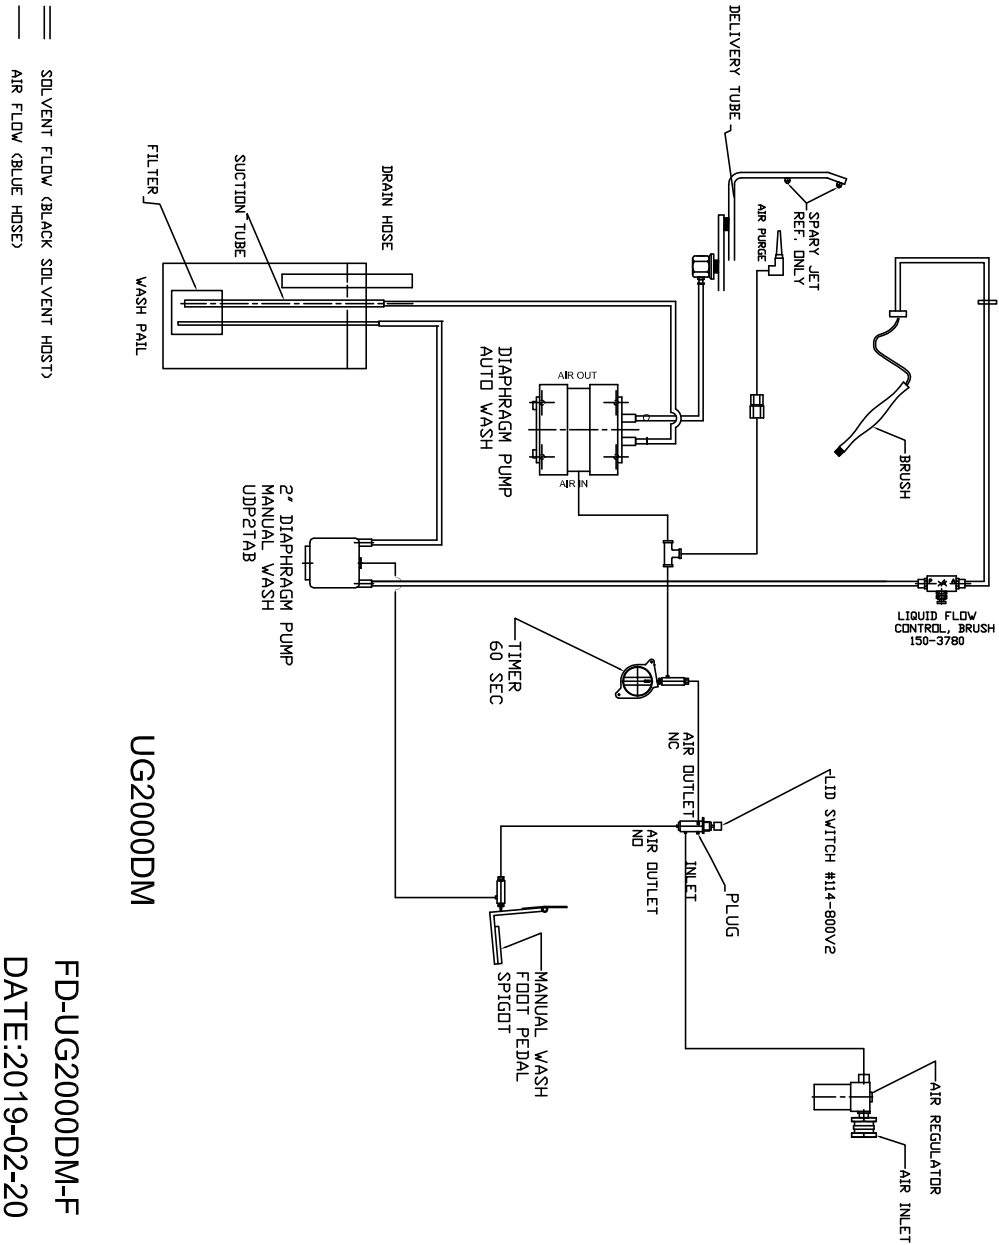 SOLVENT FLOW (BLACK SOLVENT HOST)
AIR FLOW (BLUE HOSE)
DELIVERY TUBE
SPARY JET
REF. ONLY
AIR PURGE
DRAIN HOSE
SUCTION TUBE
FILTER
WASH PAIL
AIR OUT
DIAPHRAGM PUMP
AUTO WASH
AIR IN
BRUSH
2" DIAPHRAGM PUMP
MANUAL WASH
UDP2TAB
LIQUID FLOW
CONTROL, BRUSH
150-3780
TIMER
60 SEC
AIR OUTLET
NC
LID SWITCH #114-800V2
PLUG
INLET
AIR OUTLET
NO
MANUAL WASH
FOOT PEDAL
SPIGOT
AIR REGULATOR
AIR INLET
UG2000DM
FD-UG2000DM-F
DATE:2019-02-20